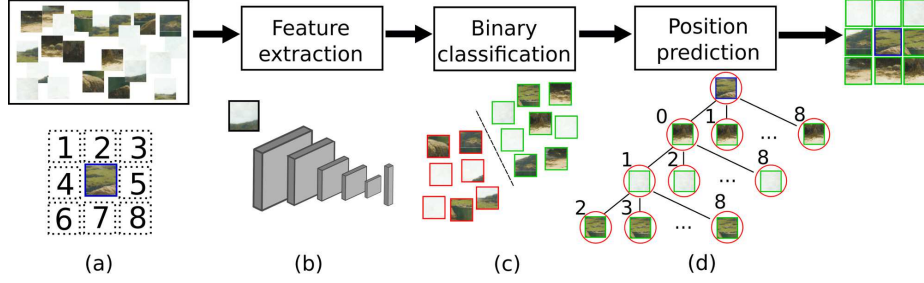 Feature
extraction
Binary
classification
Position
prediction
1 2 3
4 5
6 7 8
0 1 ... 8
1 2 ... 8
2 3 ... 8
(a) (b) (c) (d)